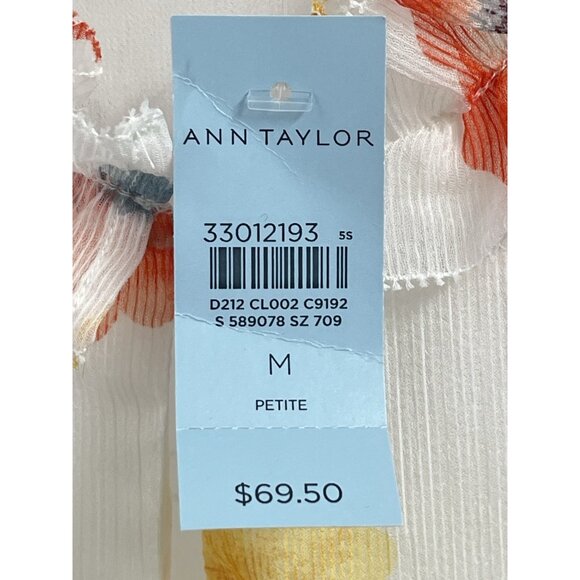 ANN TAYLOR
33012193 5S
D212 CL002 C9192
S 589078 SZ 709
M
PETITE
$69.50